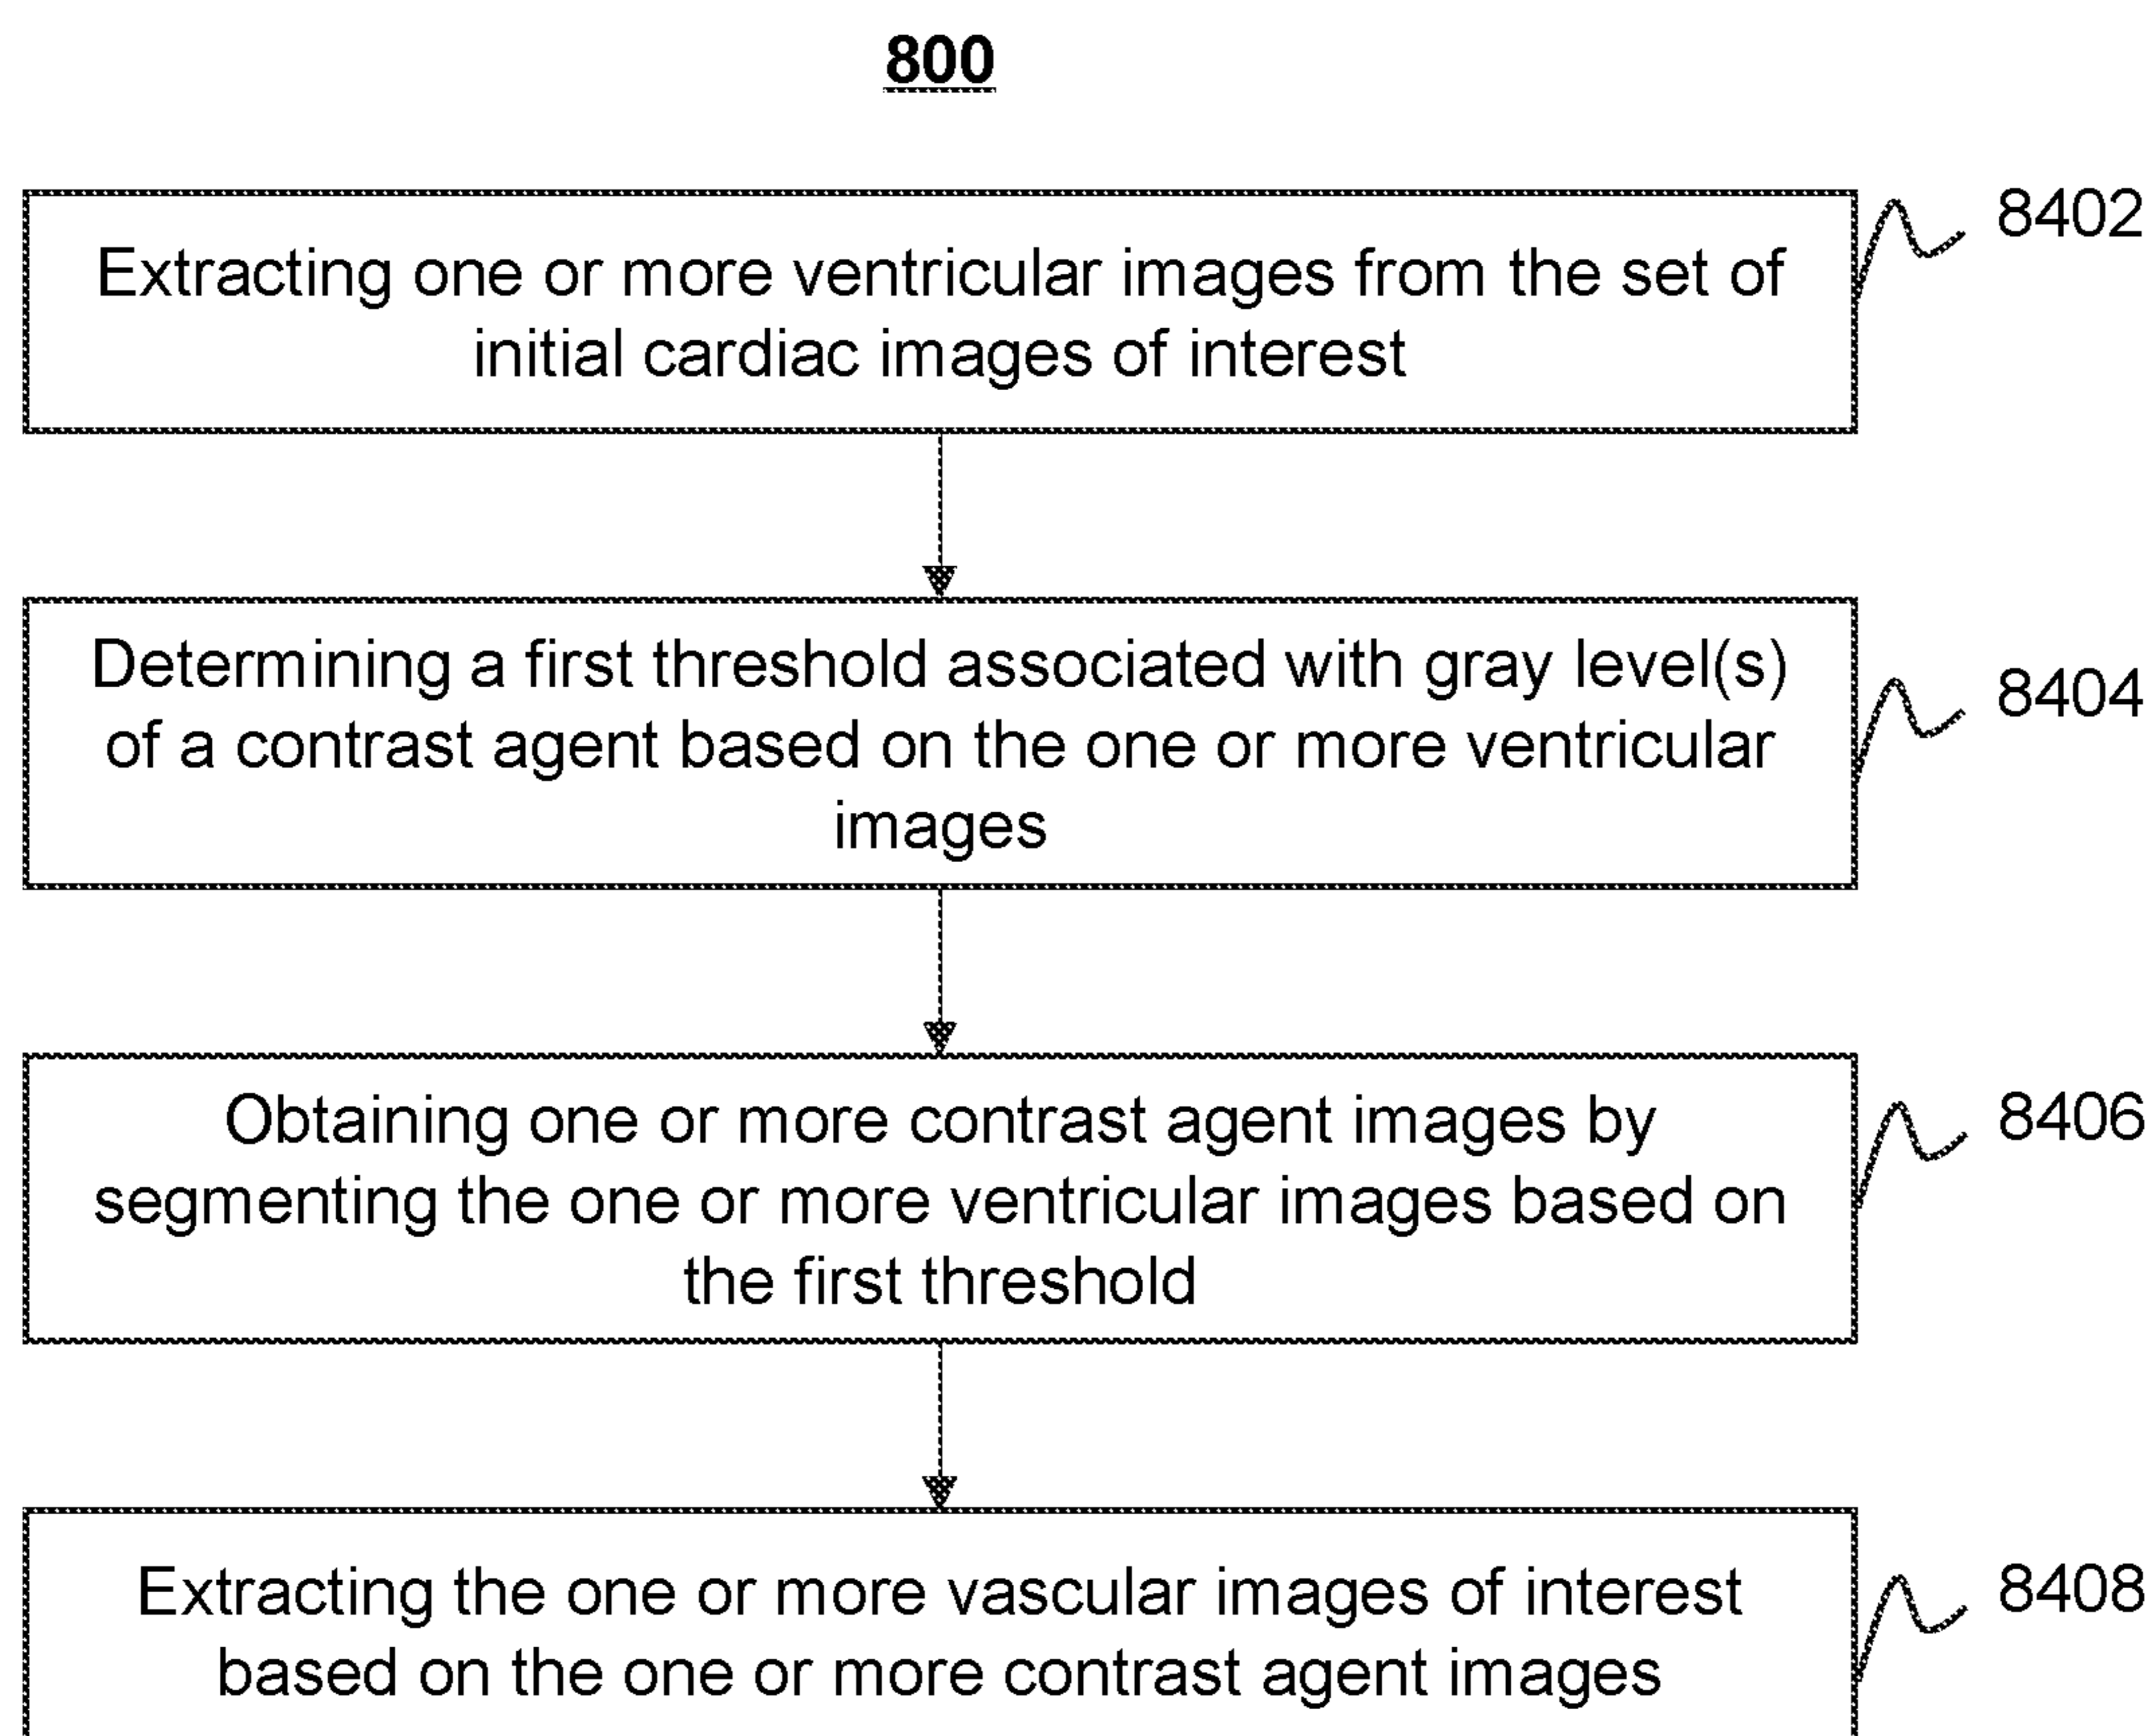 800
Extracting one or more ventricular images from the set of
initial cardiac images of interest
8402
Determining a first threshold associated with gray level(s)
of a contrast agent based on the one or more ventricular
images
8404
Obtaining one or more contrast agent images by
segmenting the one or more ventricular images based on
the first threshold
8406
Extracting the one or more vascular images of interest
based on the one or more contrast agent images
8408